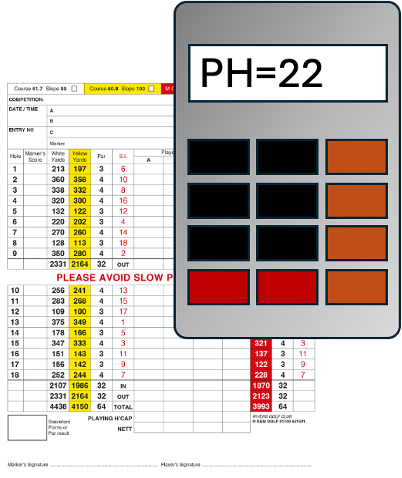 PH=22
Course 61.7 Slope 98 Course 60.8 Slope 100
COMPETITION:
DATE / TIME A
B
ENTRY NO C
Marker
Hole Marker's Score White Yards Yellow Yards Par S.I. A
1 213 197 3 6
2 360 358 4 10
3 338 332 4 8
4 320 300 4 16
5 132 122 3 12
6 220 202 3 4
7 270 260 4 14
8 128 113 3 18
9 350 280 4 2
2331 2164 32 OUT
PLEASE AVOID SLOW P
10 256 241 4 13
11 283 268 4 15
12 109 100 3 17
13 375 349 4 1
14 178 166 3 5
15 347 333 4 3 321 4 3
16 151 143 3 11 137 3 11
17 156 142 3 9 122 3 9
18 252 244 4 7 228 4 7
2107 1986 32 IN 1870 32
2331 2164 32 OUT 2123 32
4438 4150 64 TOTAL 3993 64
Stableford Points or Par result PLAYING H'CAP
NETT
Marker's Signature Player's Signature